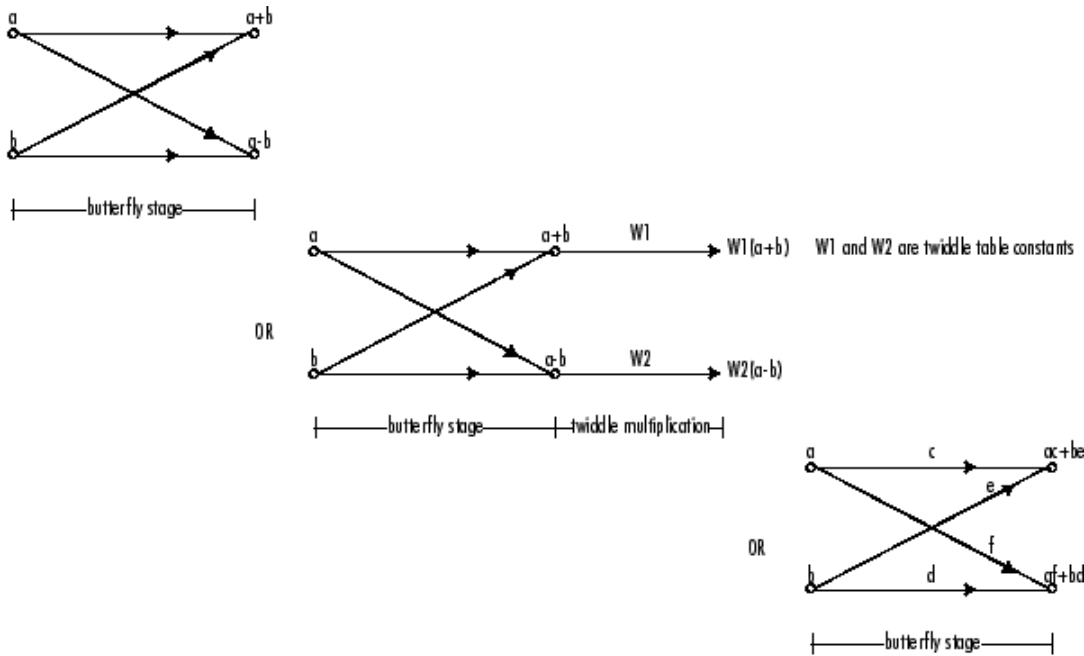 a a+b
b a-b
butterfly stage
a a+b W1 W1(a+b) W1 and W2 are twiddle table constants
OR
b a-b W2 W2(a-b)
butterfly stage twiddle multiplication
a c ac+be
e
OR f
b d af+bd
butterfly stage